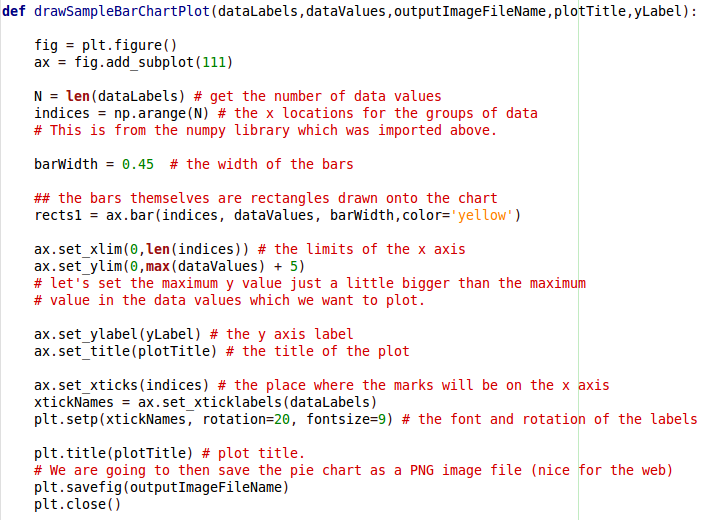 def drawSampleBarChartPlot(dataLabels,dataValues,outputImageFileName,plotTitle,yLabel):
fig = plt.figure()
ax = fig.add_subplot(111)
N = len(dataLabels) # get the number of data values
indices = np.arange(N) # the x locations for the groups of data
# This is from the numpy library which was imported above.
barWidth = 0.45  # the width of the bars
## the bars themselves are rectangles drawn onto the chart
rects1 = ax.bar(indices, dataValues, barWidth,color='yellow')
ax.set_xlim(0,len(indices)) # the limits of the x axis
ax.set_ylim(0,max(dataValues) + 5)
# let's set the maximum y value just a little bigger than the maximum
# value in the data values which we want to plot.
ax.set_ylabel(yLabel) # the y axis label
ax.set_title(plotTitle) # the title of the plot
ax.set_xticks(indices) # the place where the marks will be on the x axis
xtickNames = ax.set_xticklabels(dataLabels)
plt.setp(xtickNames, rotation=20, fontsize=9) # the font and rotation of the labels
plt.title(plotTitle) # plot title.
# We are going to then save the pie chart as a PNG image file (nice for the web)
plt.savefig(outputImageFileName)
plt.close()